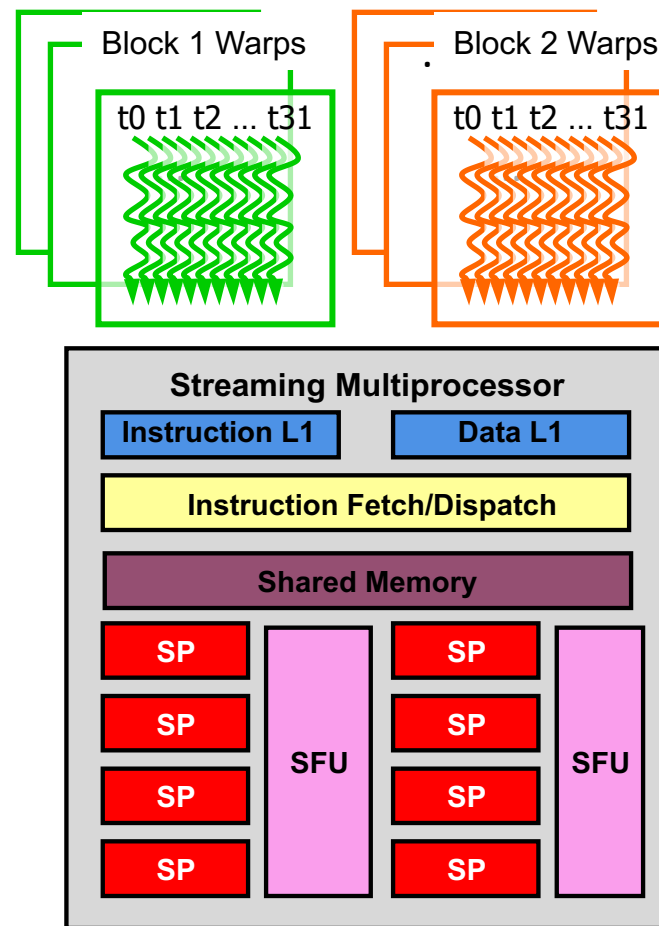 Block 1 Warps
Block 2 Warps
t0 t1 t2 ... t31
t0 t1 t2 ... t31
Streaming Multiprocessor
Instruction L1
Data L1
Instruction Fetch/Dispatch
Shared Memory
SP
SP
SP
SP
SFU
SFU
SP
SP
SP
SP